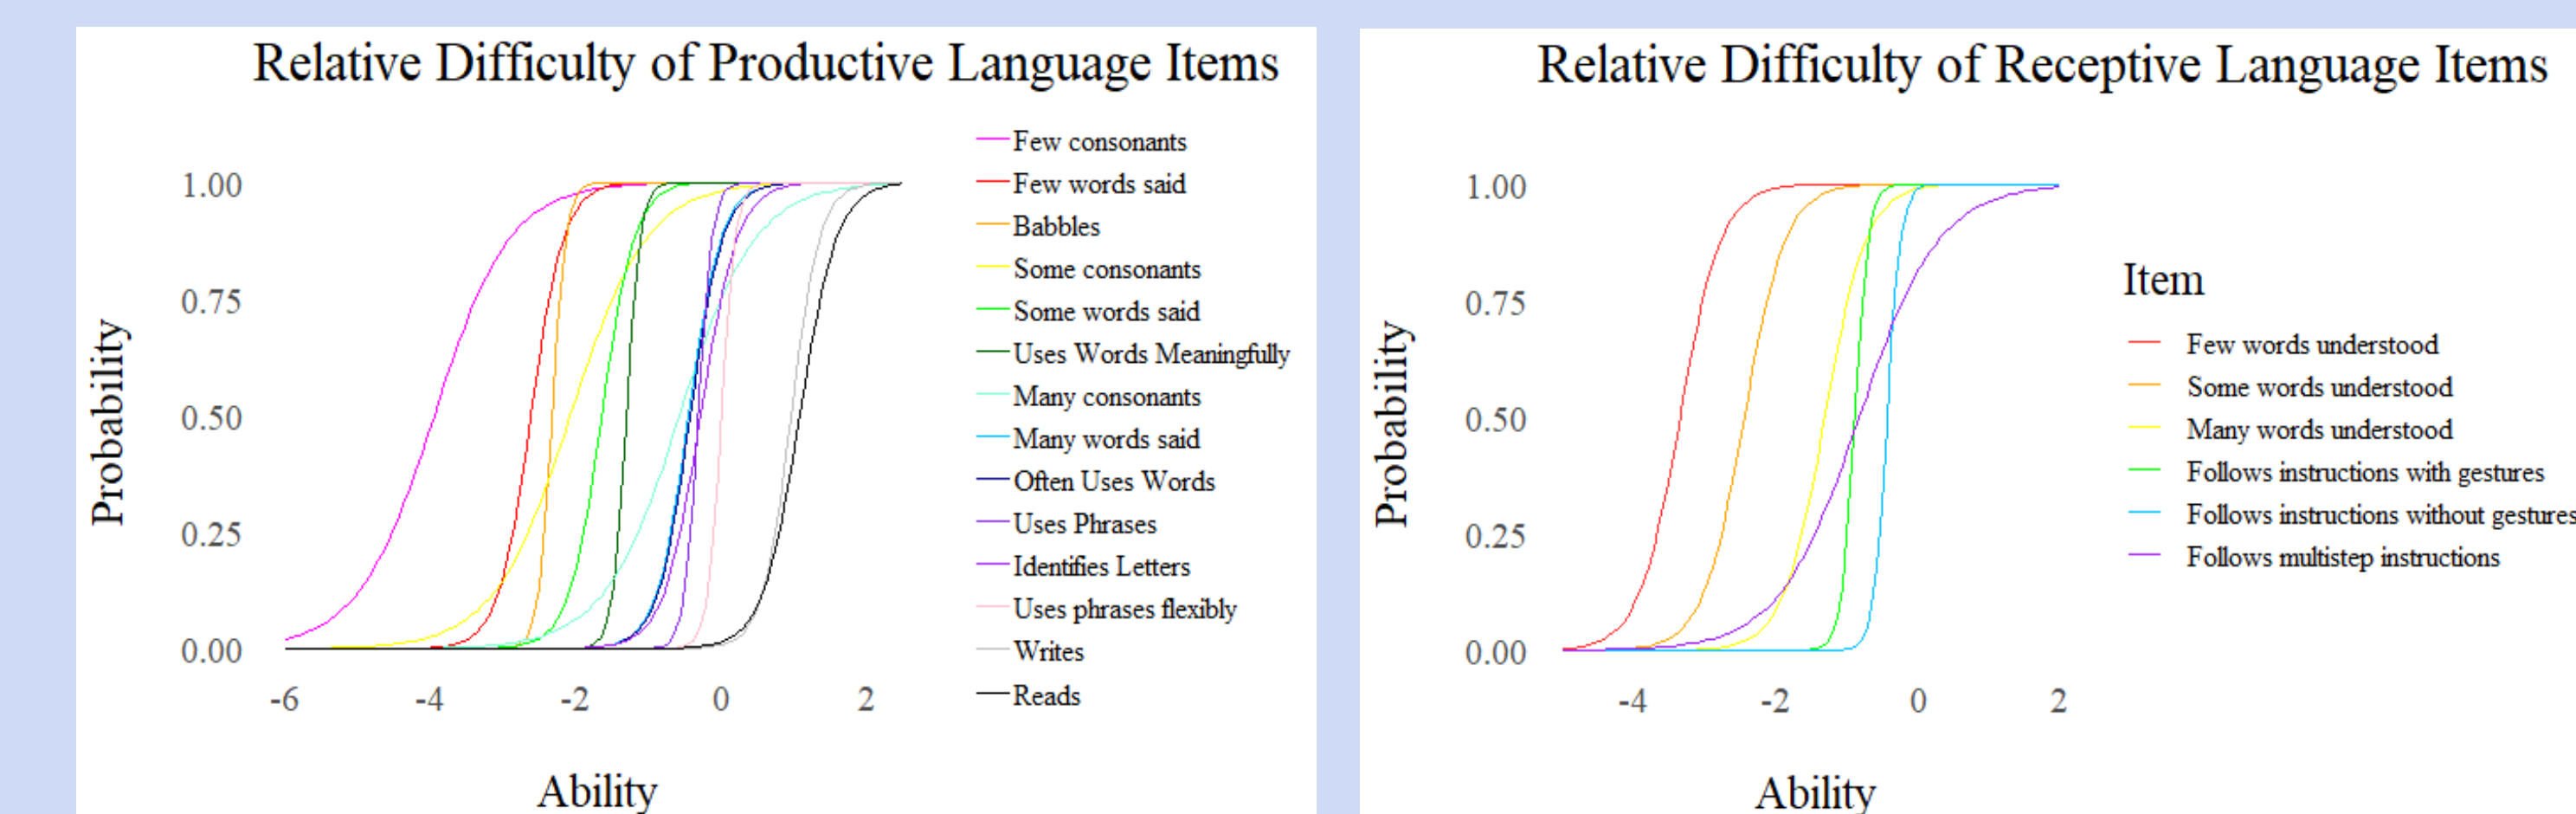 Relative Difficulty of Productive Language Items
Few consonants
Few words said
Babbles
Some consonants
Some words said
Uses Words Meaningfully
Many consonants
Many words said
Often Uses Words
Uses Phrases
Identifies Letters
Uses phrases flexibly
Writes
Reads
1.00
0.75
0.50
0.25
0.00
Probability
-6 -4 -2 0 2
Ability
Relative Difficulty of Receptive Language Items
1.00
0.75
0.50
0.25
0.00
Probability
-4 -2 0 2
Ability
Item
Few words understood
Some words understood
Many words understood
Follows instructions with gestures
Follows instructions without gestures
Follows multistep instructions